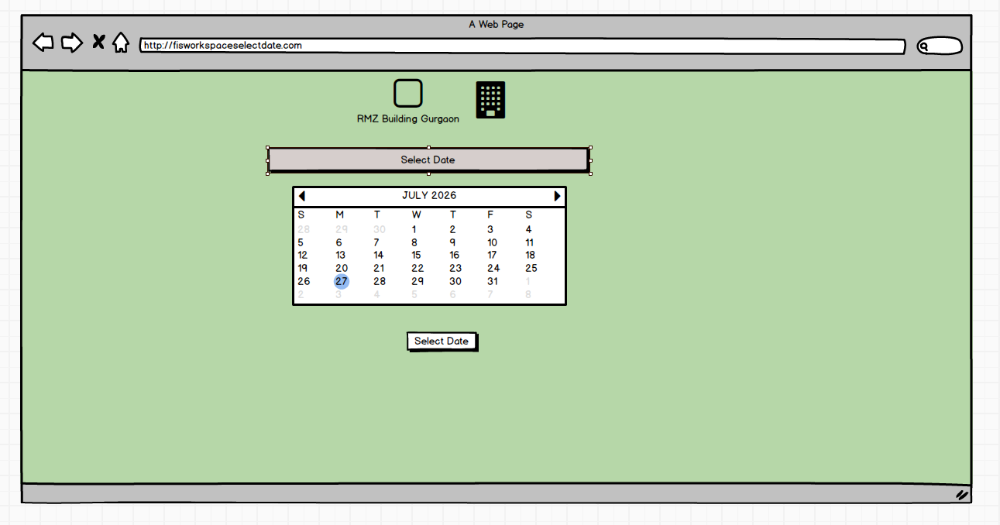 A Web Page
http://fisworkspaceselectdate.com
RMZ Building Gurgaon
Select Date
JULY 2026
S M T W T F S
28 29 30 1 2 3 4
5 6 7 8 9 10 11
12 13 14 15 16 17 18
19 20 21 22 23 24 25
26 27 28 29 30 31 1
2 3 4 5 6 7 8
Select Date